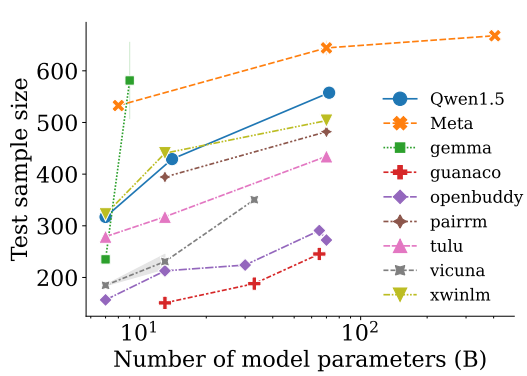 Test sample size
600
500
400
300
200
10¹
10²
Number of model parameters (B)
Qwen1.5
Meta
gemma
guanaco
openbuddy
pairrm
tulu
vicuna
xwinlm